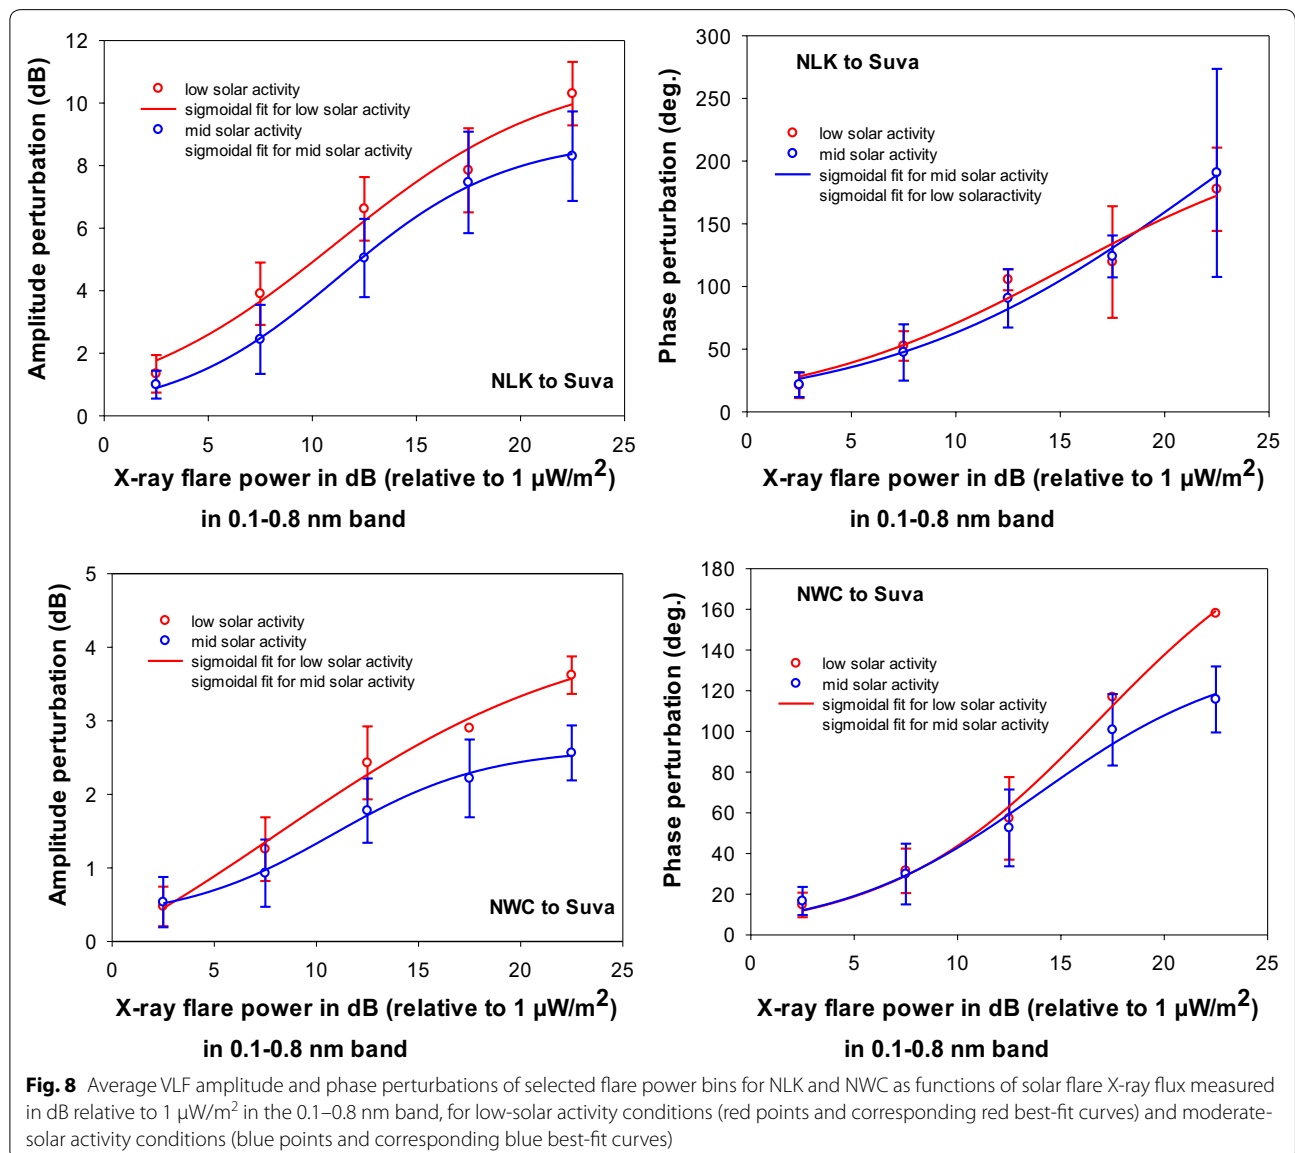 12
10
8
6
4
2
0
Amplitude perturbation (dB)
low solar activity
sigmoidal fit for low solar activity
mid solar activity
sigmoidal fit for mid solar activity
NLK to Suva
0 5 10 15 20 25
X-ray flare power in dB (relative to 1 µW/m²)
in 0.1-0.8 nm band
300
250
200
150
100
50
0
Phase perturbation (deg.)
NLK to Suva
low solar activity
mid solar activity
sigmoidal fit for mid solar activity
sigmoidal fit for low solaractivity
0 5 10 15 20 25
X-ray flare power in dB (relative to 1 µW/m²)
in 0.1-0.8 nm band
5
4
3
2
1
0
Amplitude perturbation (dB)
low solar activity
mid solar activity
sigmoidal fit for low solar activity
sigmoidal fit for mid solar activity
NWC to Suva
0 5 10 15 20 25
X-ray flare power in dB (relative to 1 µW/m²)
in 0.1-0.8 nm band
180
160
140
120
100
80
60
40
20
0
Phase perturbation (deg.)
NWC to Suva
low solar activity
mid solar activity
sigmoidal fit for low solar activity
sigmoidal fit for mid solar activity
0 5 10 15 20 25
X-ray flare power in dB (relative to 1 µW/m²)
in 0.1-0.8 nm band
Fig. 8 Average VLF amplitude and phase perturbations of selected flare power bins for NLK and NWC as functions of solar flare X-ray flux measured
in dB relative to 1 µW/m² in the 0.1–0.8 nm band, for low-solar activity conditions (red points and corresponding red best-fit curves) and moderate-
solar activity conditions (blue points and corresponding blue best-fit curves)